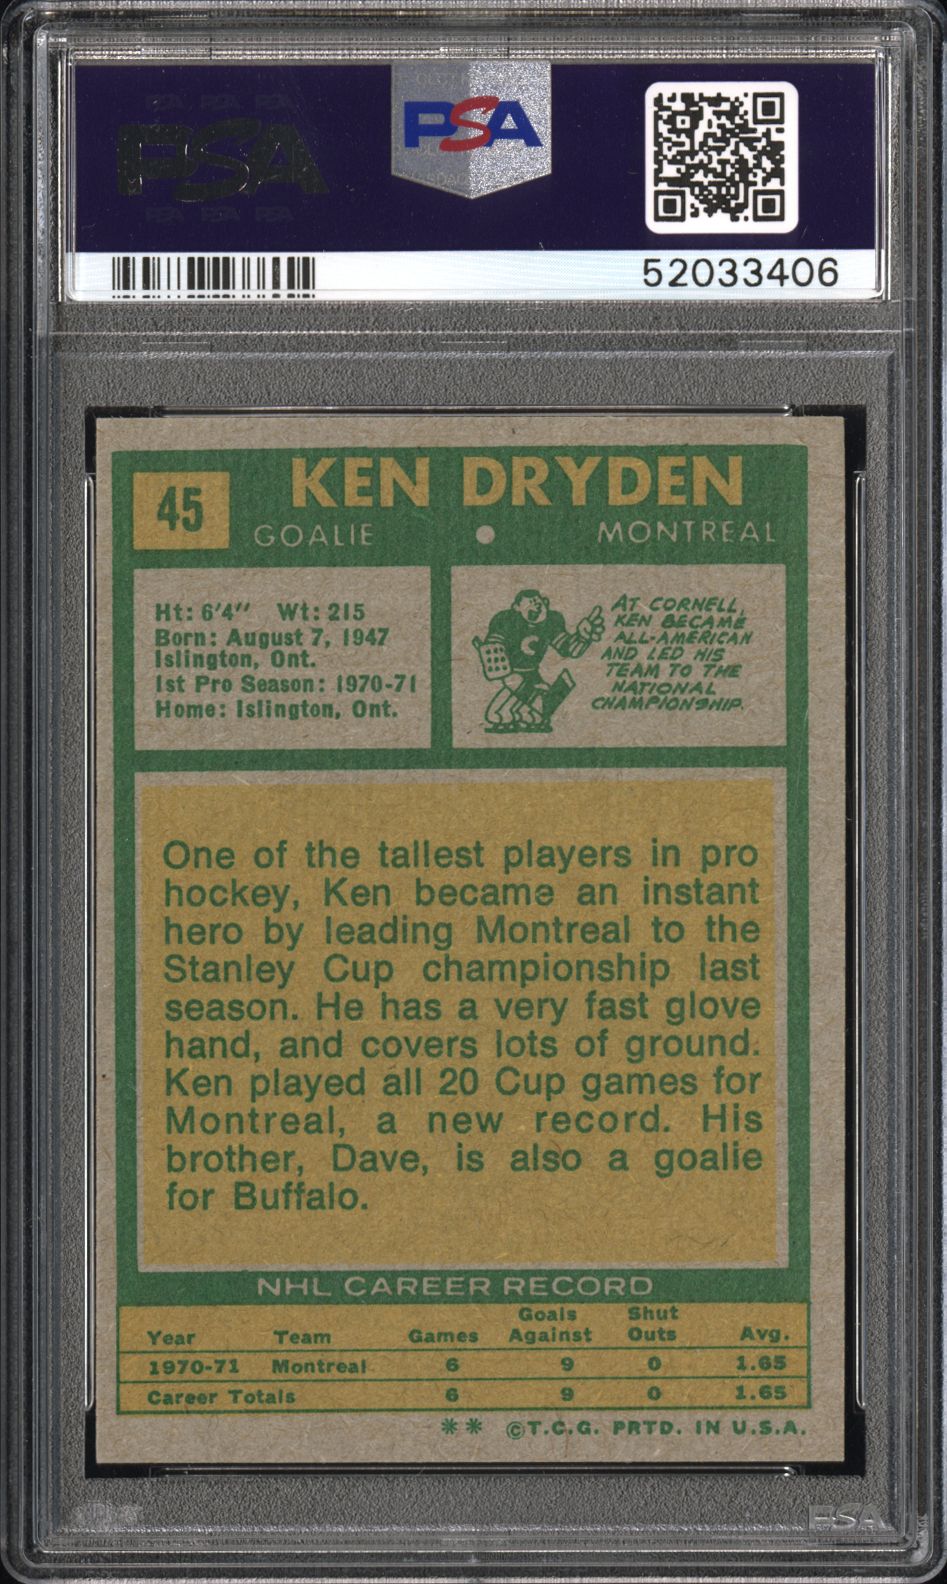 PSA
PSA
52033406
45
KEN DRYDEN
GOALIE
MONTREAL
Ht: 6'4" Wt: 215
Born: August 7, 1947
Islington, Ont.
1st Pro Season: 1970-71
Home: Islington, Ont.
C
AT CORNELL,
KEN BECAME
ALL-AMERICAN
AND LED HIS
TEAM TO THE
NATIONAL
CHAMPIONSHIP.
One of the tallest players in pro
hockey, Ken became an instant
hero by leading Montreal to the
Stanley Cup championship last
season. He has a very fast glove
hand, and covers lots of ground.
Ken played all 20 Cup games for
Montreal, a new record. His
brother, Dave, is also a goalie
for Buffalo.
NHL CAREER RECORD
Year Team Games Goals Against Shut Outs Avg.
1970-71 Montreal 6 9 0 1.65
Career Totals 6 9 0 1.65
** ©T.C.G. PRTD. IN U.S.A.
PSA